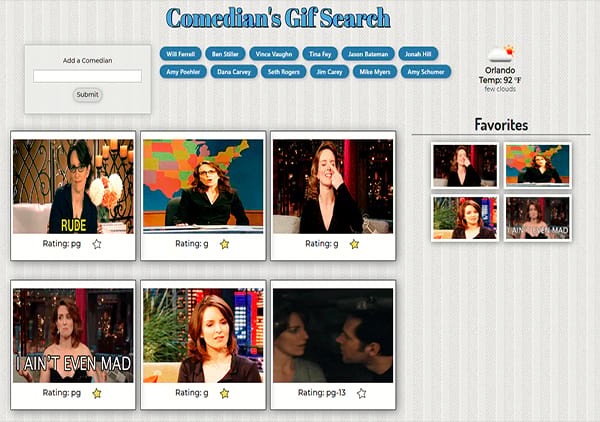 Comedian's Gif Search
Add a Comedian
Submit
Will Ferrell
Ben Stiller
Vince Vaughn
Tina Fey
Jason Bateman
Jonah Hill
Amy Poehler
Dana Carvey
Seth Rogers
Jim Carey
Mike Myers
Amy Schumer
Orlando
Temp: 92 °F
few clouds
Favorites
I AIN'T EVEN MAD
RUDE
Rating: pg
Rating: g
Rating: g
I AIN'T EVEN MAD
Rating: pg
Rating: g
Rating: pg-13